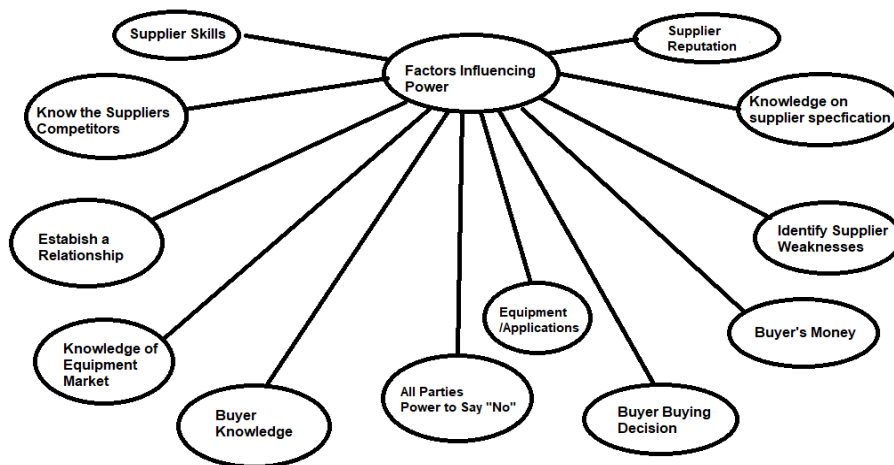 Supplier Skills
Supplier
Reputation
Factors Influencing
Power
Know the Suppliers
Competitors
Knowledge on
supplier specfication
Estabish a
Relationship
Identify Supplier
Weaknesses
Equipment
/Applications
Buyer's Money
Knowledge of
Equipment
Market
All Parties
Power to Say "No"
Buyer
Knowledge
Buyer Buying
Decision